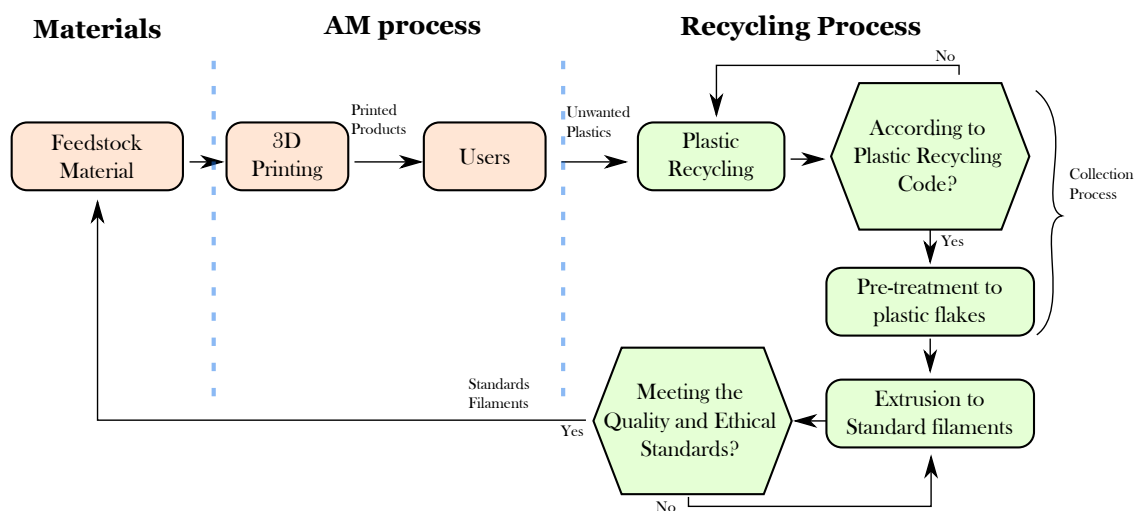 Materials
AM process
Recycling Process
No
Feedstock
Material
3D
Printing
Printed
Products
Users
Unwanted
Plastics
Plastic
Recycling
According to
Plastic Recycling
Code?
Collection
Process
Yes
Pre-treatment to
plastic flakes
Extrusion to
Standard filaments
Meeting the
Quality and Ethical
Standards?
No
Yes
Standards
Filaments